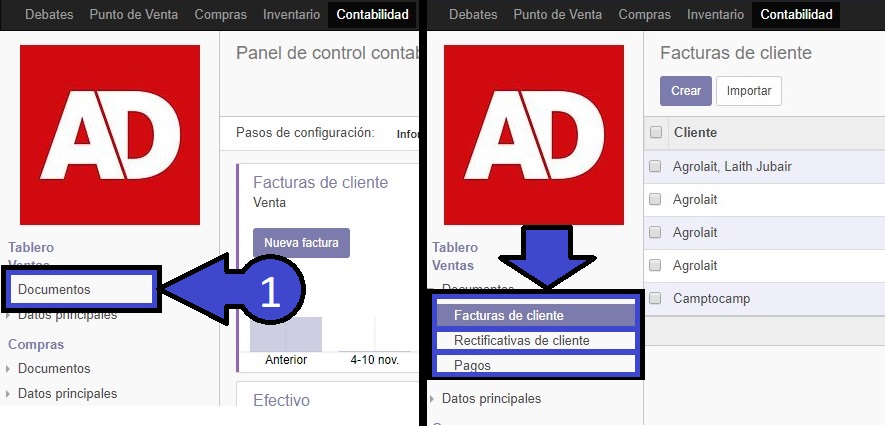 Debates Punto de Venta Compras Inventario Contabilidad
AD
Panel de control contab
Pasos de configuración: Infor
Facturas de cliente
Venta
Nueva factura
Tablero
Ventas
Documentos
1
Datos principales
Compras
Documentos
Datos principales
Anterior 4-10 nov.
Efectivo
Debates Punto de Venta Compras Inventario Contabilidad
AD
Facturas de cliente
Crear Importar
Cliente
Agrolait, Laith Jubair
Agrolait
Agrolait
Agrolait
Camptocamp
Tablero
Ventas
Documentos
Facturas de cliente
Rectificativas de cliente
Pagos
Datos principales